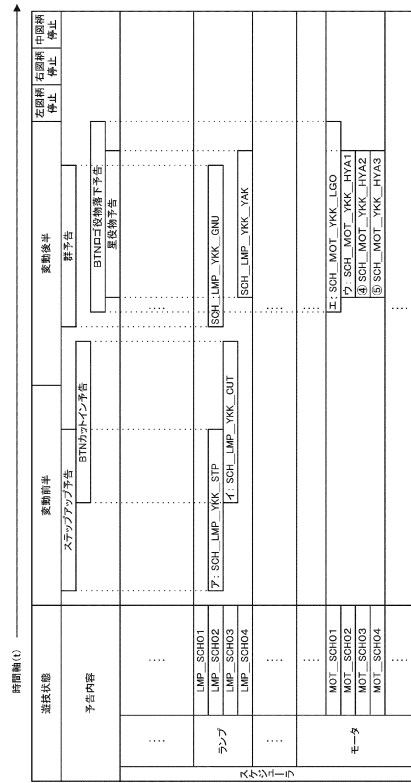 時間軸(t)
遊技状態
変動前半
変動後半
左図柄
停止
右図柄
停止
中図柄
停止
予告内容
ステップアップ予告
群予告
BTNカットイン予告
BTNロゴ役物落下予告
星役物予告
スケジューラ
‥‥
‥‥
‥‥
ランプ
LMP_SCH01
LMP_SCH02
ア: SCH_LMP_YKK_STP
SCH_LMP_YKK_GNU
LMP_SCH03
イ: SCH_LMP_YKK_CUT
LMP_SCH04
SCH_LMP_YKK_YAK
‥‥
‥‥
‥‥
モータ
‥‥
‥‥
MOT_SCH01
エ: SCH_MOT_YKK_LGO
MOT_SCH02
ウ: SCH_MOT_YKK_HYA1
MOT_SCH03
④ SCH_MOT_YKK_HYA2
MOT_SCH04
⑤ SCH_MOT_YKK_HYA3
‥‥
‥‥